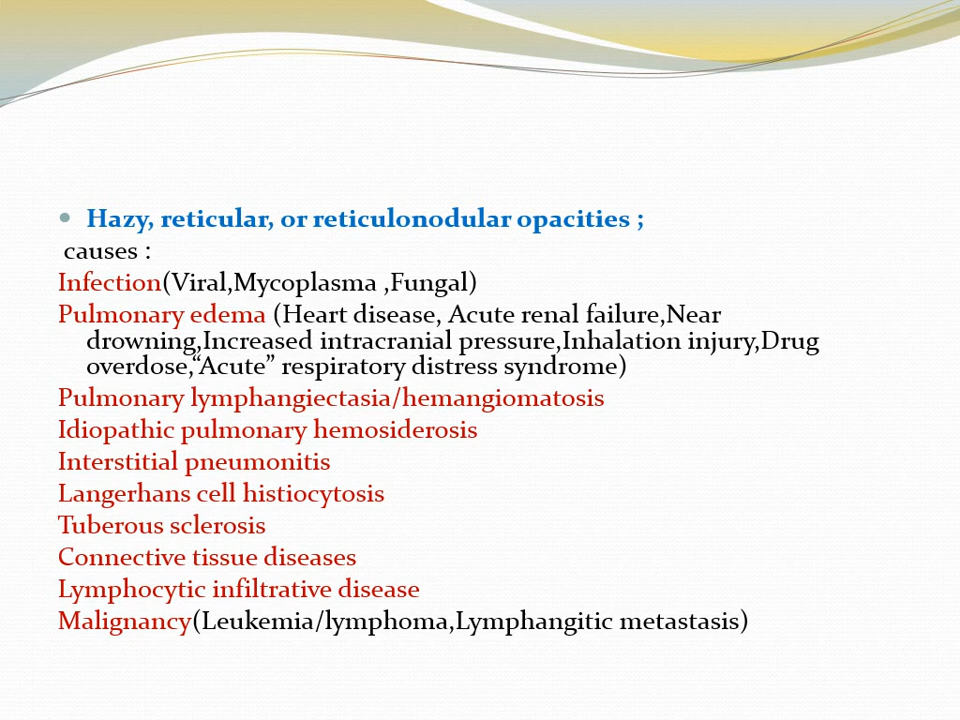 • Hazy, reticular, or reticulonodular opacities ;
causes :
Infection(Viral,Mycoplasma ,Fungal)
Pulmonary edema (Heart disease, Acute renal failure,Near
drowning,Increased intracranial pressure,Inhalation injury,Drug
overdose,“Acute” respiratory distress syndrome)
Pulmonary lymphangiectasia/hemangiomatosis
Idiopathic pulmonary hemosiderosis
Interstitial pneumonitis
Langerhans cell histiocytosis
Tuberous sclerosis
Connective tissue diseases
Lymphocytic infiltrative disease
Malignancy(Leukemia/lymphoma,Lymphangitic metastasis)